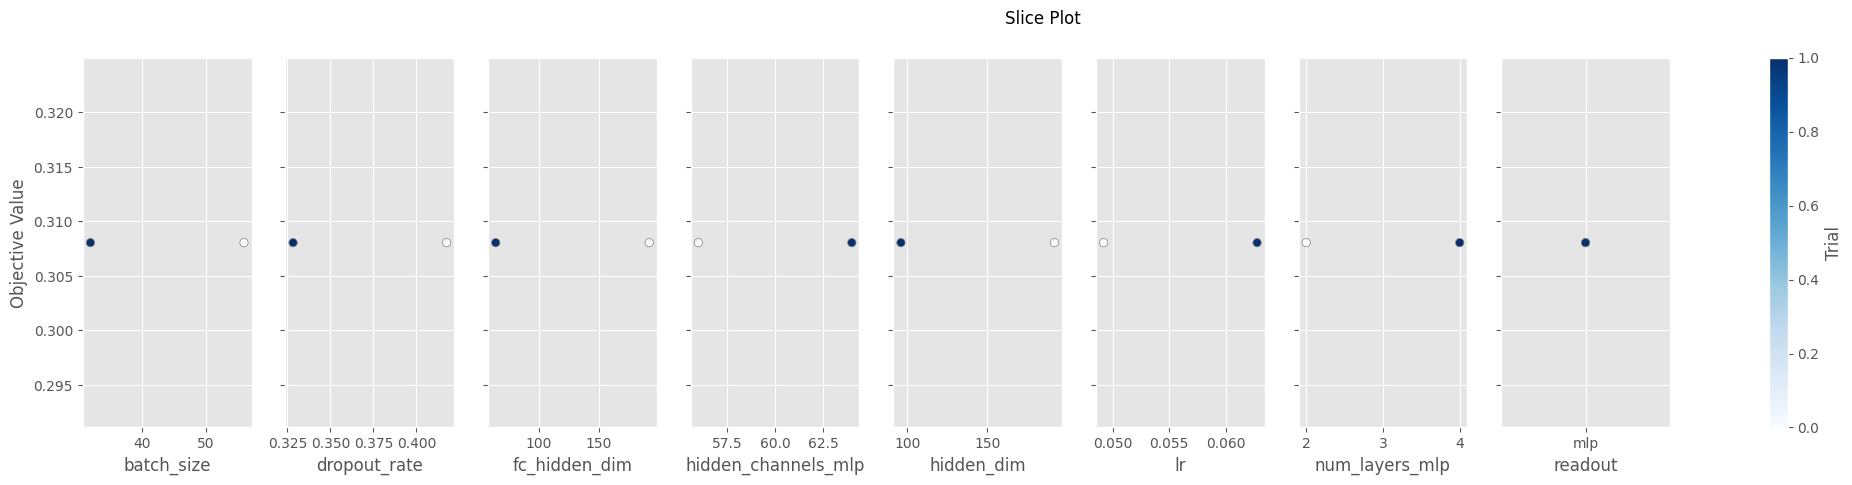 Slice Plot
Objective Value
0.320
0.315
0.310
0.305
0.300
0.295
40 50
batch_size
0.325 0.350 0.375 0.400
dropout_rate
100 150
fc_hidden_dim
57.5 60.0 62.5
hidden_channels_mlp
100 150
hidden_dim
0.050 0.055 0.060
lr
2 3 4
num_layers_mlp
mlp
readout
1.0
0.8
0.6
0.4
0.2
0.0
Trial